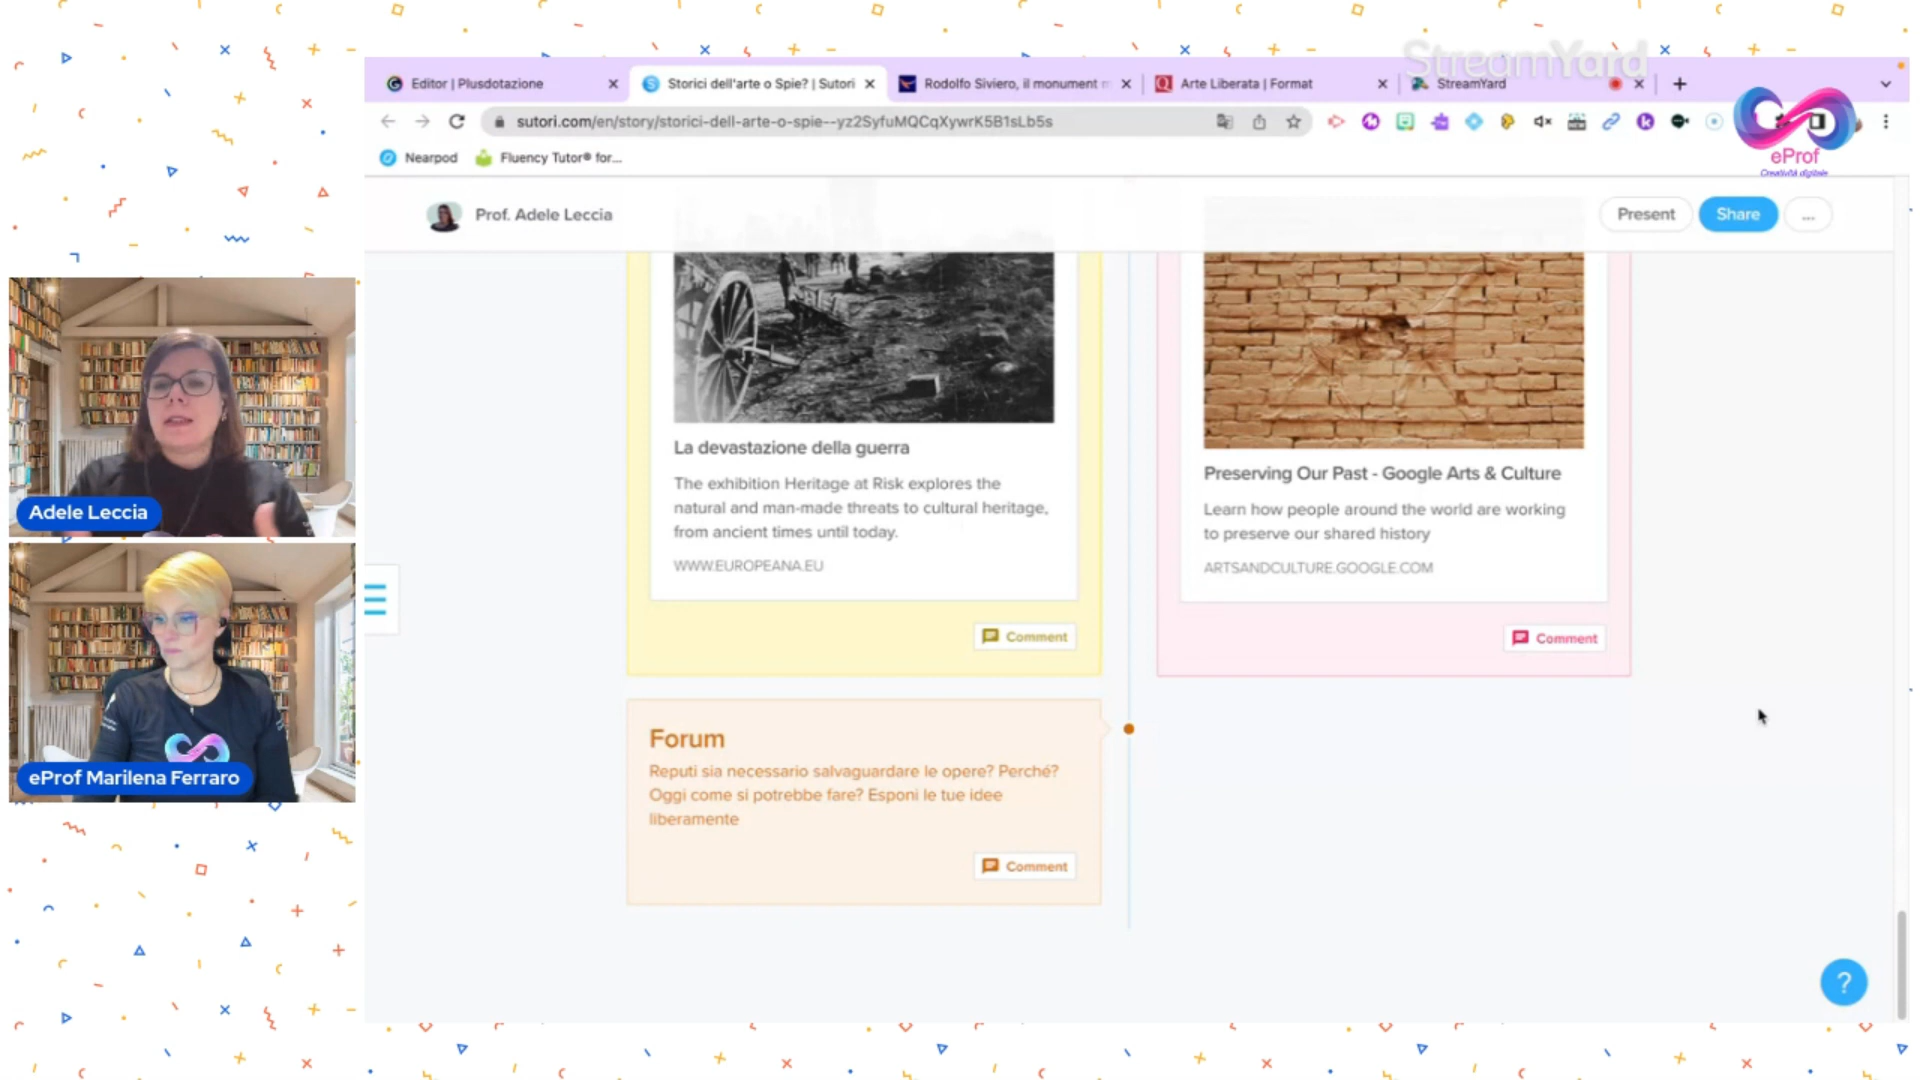 StreamYard
Editor | Plusdotazione
Storici dell'arte o Spie? | Sutori
Rodolfo Siviero, il monument m
Arte Liberata | Format
StreamYard
sutori.com/en/story/storici-dell-arte-o-spie--yz2SyfuMQCqXywrK5B1sLb5s
eProf
Creatività digitale
Nearpod
Fluency Tutor® for...
Prof. Adele Leccia
Present
Share
...
La devastazione della guerra
The exhibition Heritage at Risk explores the
natural and man-made threats to cultural heritage,
from ancient times until today.
WWW.EUROPEANA.EU
Comment
Preserving Our Past - Google Arts & Culture
Learn how people around the world are working
to preserve our shared history
ARTSANDCULTURE.GOOGLE.COM
Comment
Forum
Reputi sia necessario salvaguardare le opere? Perché?
Oggi come si potrebbe fare? Esponi le tue idee
liberamente
Comment
?
Adele Leccia
eProf Marilena Ferraro